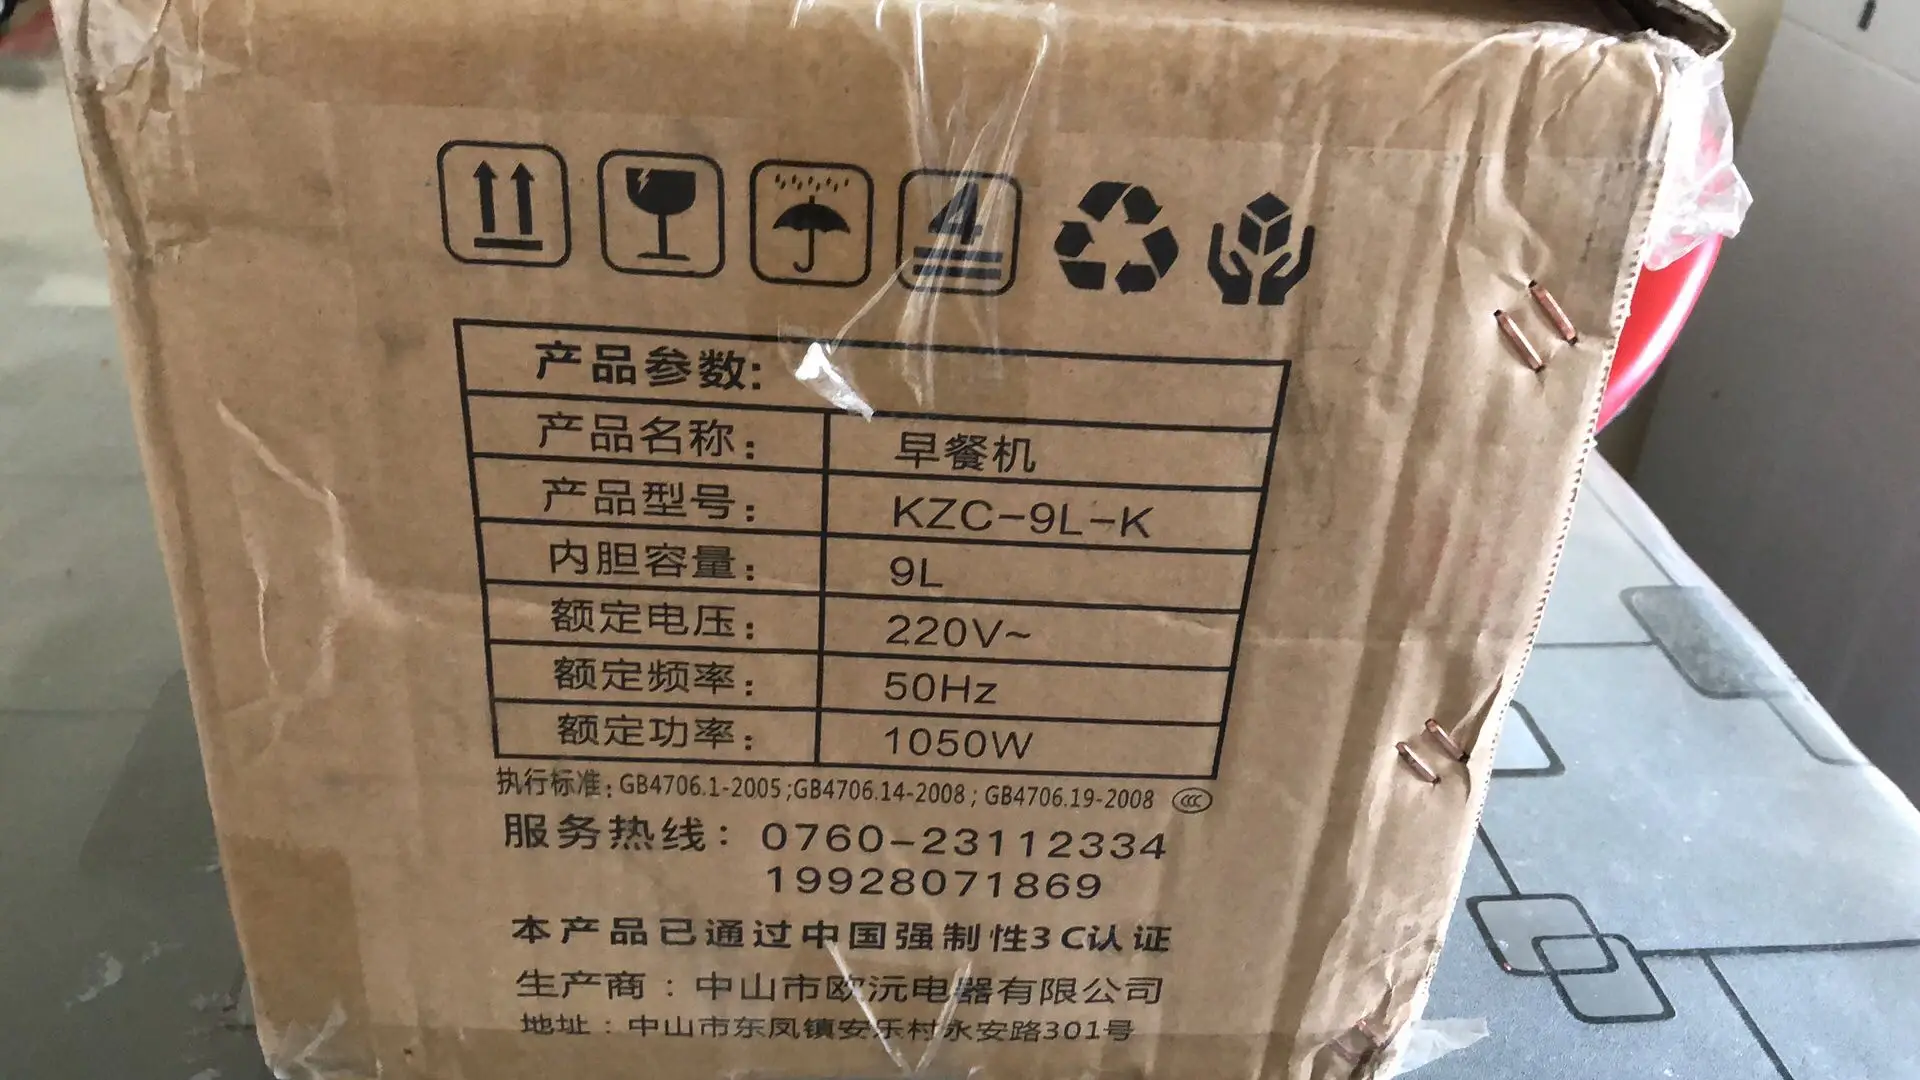 4
产品参数:
产品名称: 早餐机
产品型号: KZC-9L-K
内胆容量: 9L
额定电压: 220V~
额定频率: 50Hz
额定功率: 1050W
执行标准: GB4706.1-2005;GB4706.14-2008; GB4706.19-2008 CCC
服务热线: 0760-23112334
19928071869
本产品已通过中国强制性3C认证
生产商:中山市欧沅电器有限公司
地址:中山市东凤镇安乐村永安路301号